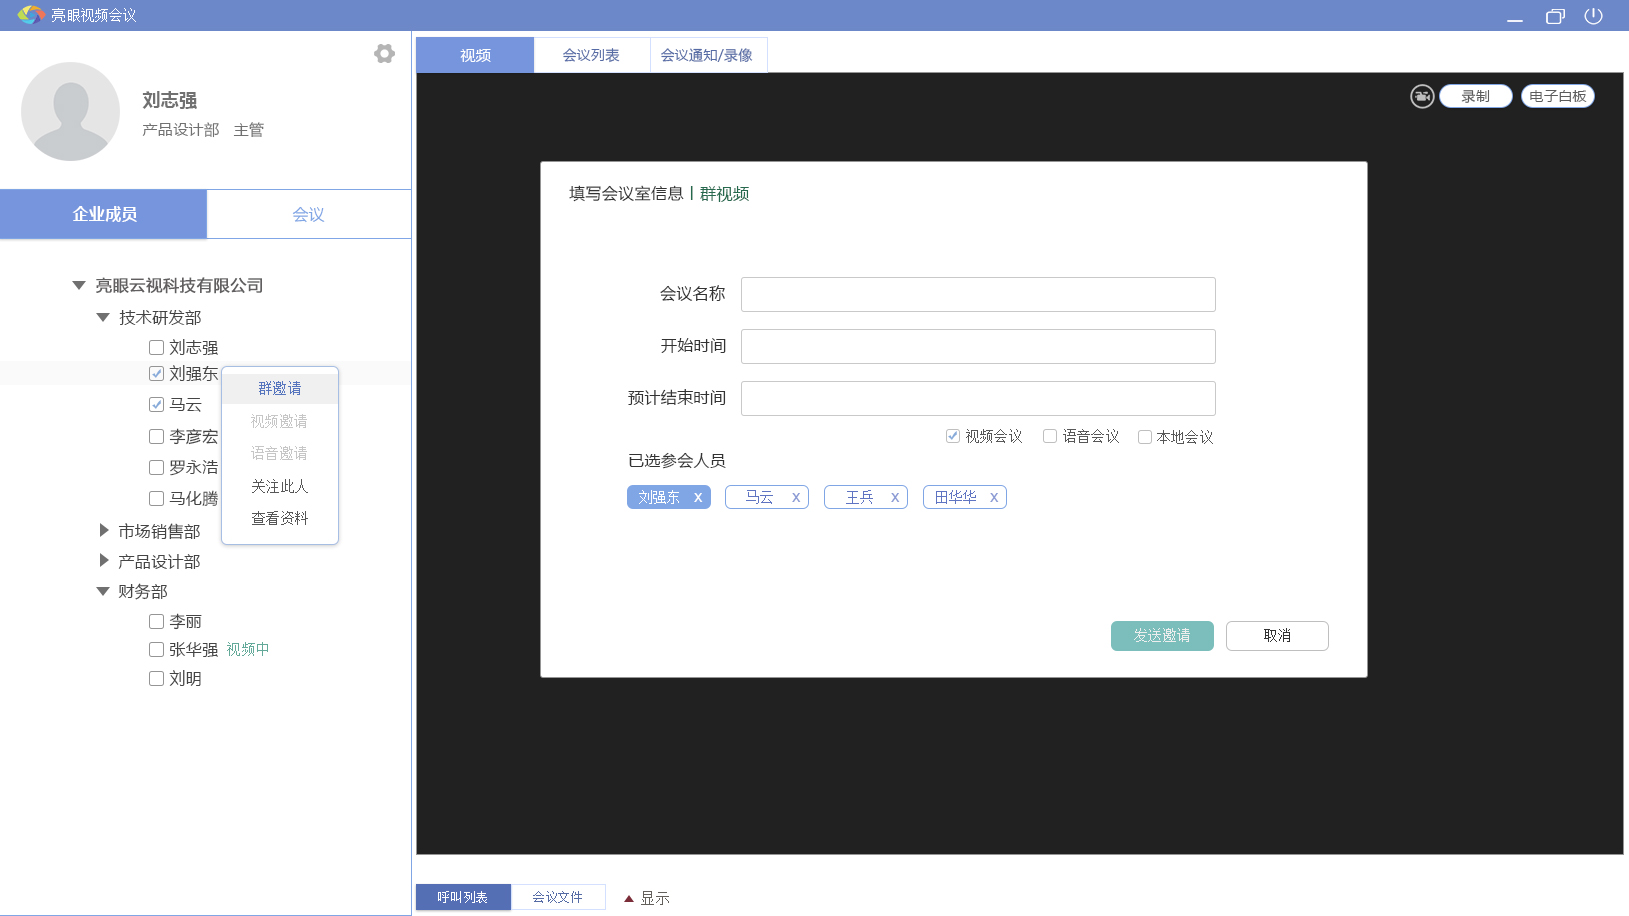 亮眼视频会议
刘志强
产品设计部 主管
企业成员 会议
亮眼云视科技有限公司
技术研发部
刘志强
刘强东
马云
李彦宏
罗永浩
马化腾
群邀请
视频邀请
语音邀请
关注此人
查看资料
市场销售部
产品设计部
财务部
李丽
张华强 视频中
刘明
视频 会议列表 会议通知/录像
录制 电子白板
填写会议室信息 | 群视频
会议名称
开始时间
预计结束时间
视频会议 语音会议 本地会议
已选参会人员
刘强东 x 马云 x 王兵 x 田华华 x
发送邀请 取消
呼叫列表 会议文件 显示